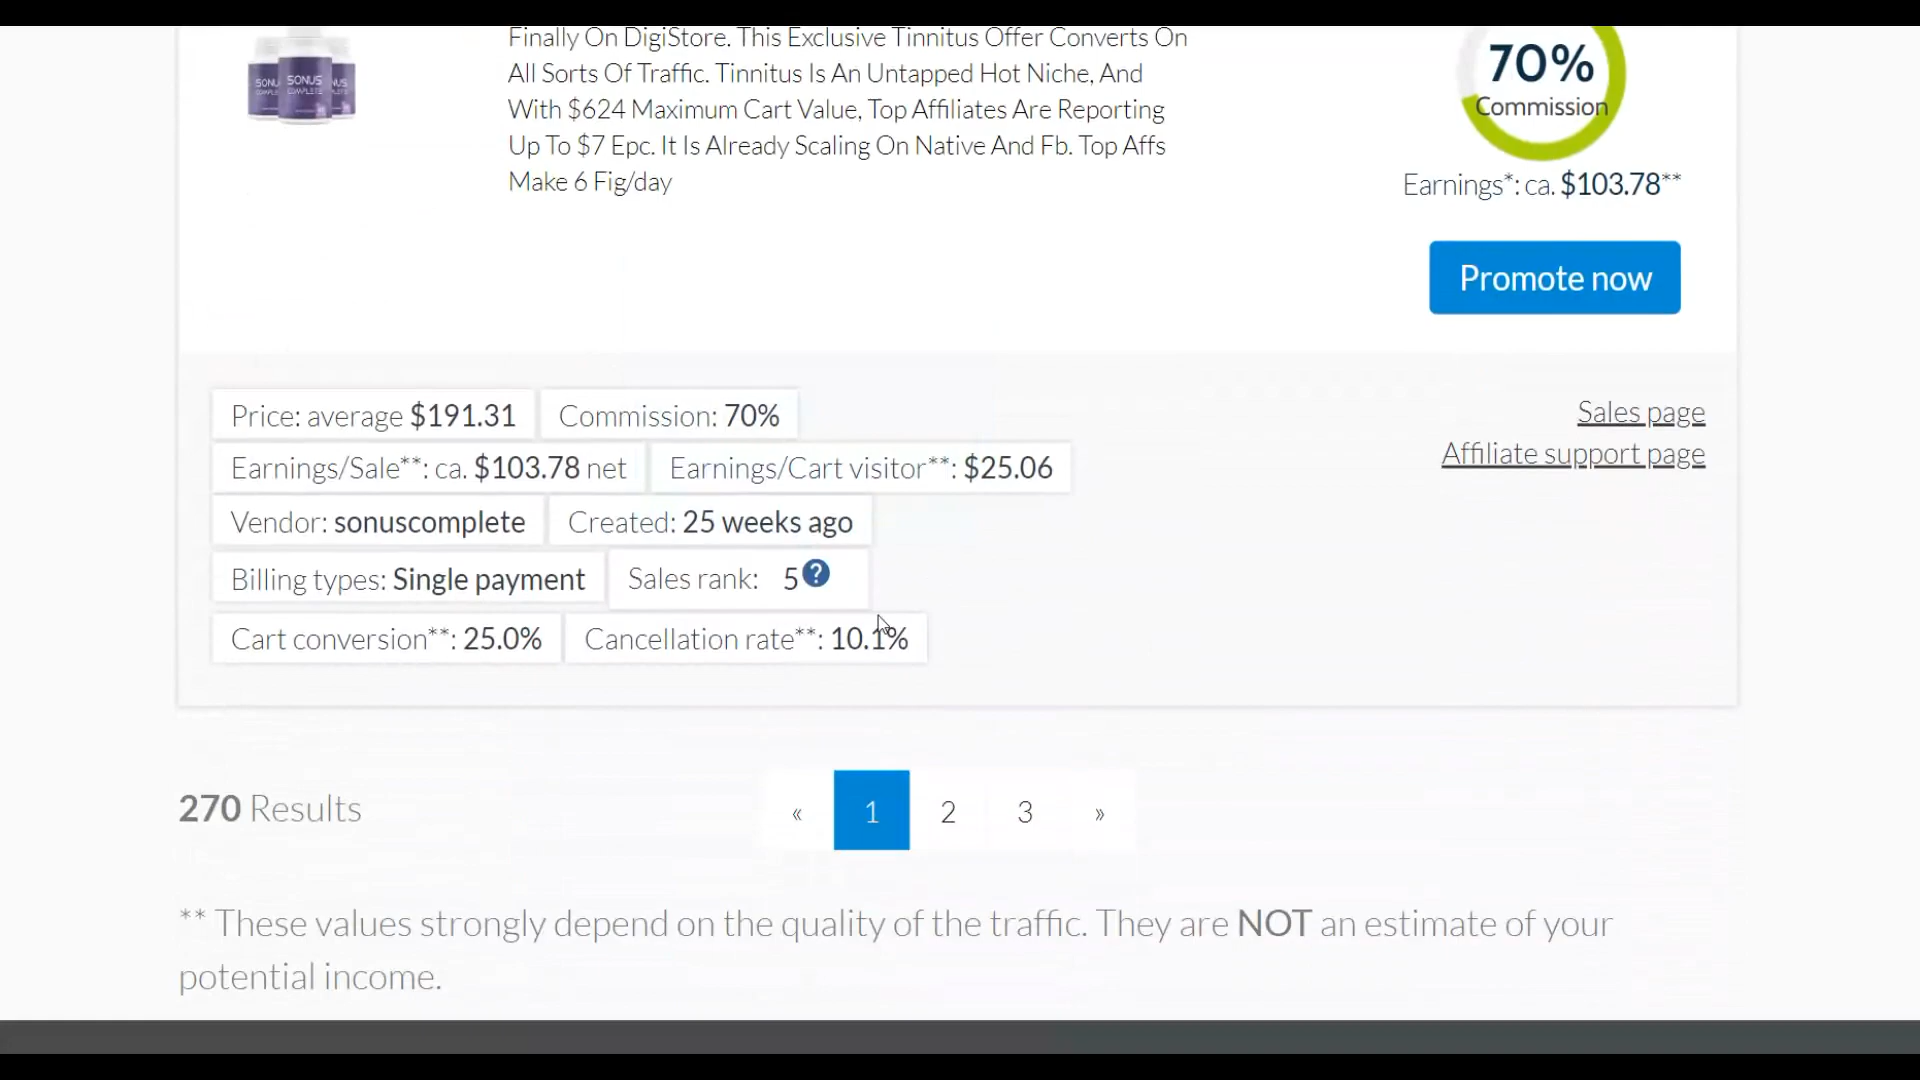 Finally On DigiStore. This Exclusive Tinnitus Offer Converts On
All Sorts Of Traffic. Tinnitus Is An Untapped Hot Niche, And
With $624 Maximum Cart Value, Top Affiliates Are Reporting
Up To $7 Epc. It Is Already Scaling On Native And Fb. Top Affs
Make 6 Fig/day
SONUS
COMPLETE
70%
Commission
Earnings*: ca. $103.78**
Promote now
Price: average $191.31
Commission: 70%
Sales page
Earnings/Sale**: ca. $103.78 net
Earnings/Cart visitor**: $25.06
Affiliate support page
Vendor: sonuscomplete
Created: 25 weeks ago
Billing types: Single payment
Sales rank: 5 ?
Cart conversion**: 25.0%
Cancellation rate**: 10.1%
270 Results
« 1 2 3 »
** These values strongly depend on the quality of the traffic. They are NOT an estimate of your
potential income.